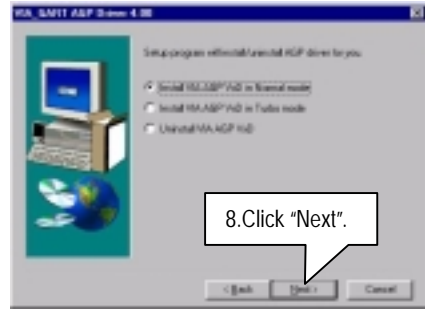 VIA_GART AGP Driver 4.00
Setup program will install/uninstall AGP driver for you.
Install VIA AGP VxD in Normal mode
Install VIA AGP VxD in Turbo mode
Uninstall VIA AGP VxD
8.Click “Next”.
< Back
Next >
Cancel